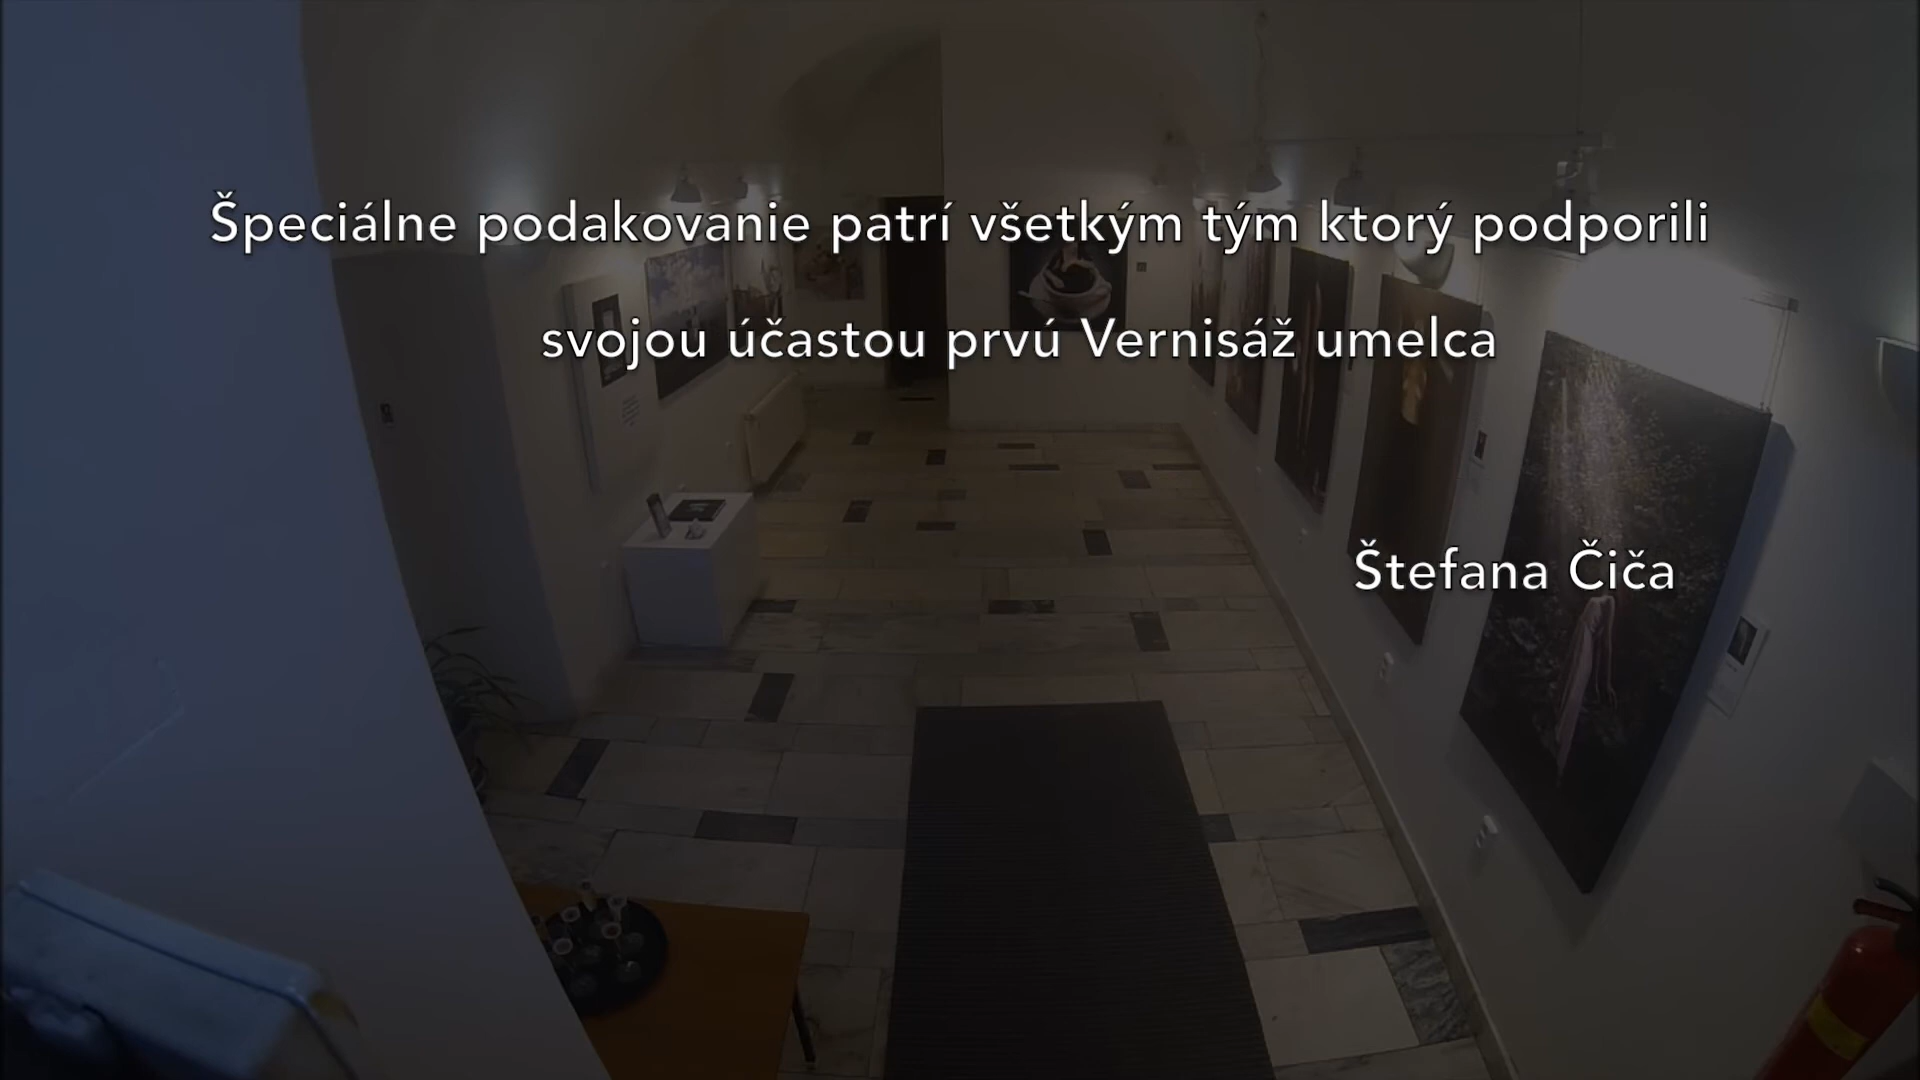 Špeciálne podakovanie patrí všetkým tým ktorý podporili
svojou účastou prvú Vernisáž umelca
Štefana Čiča